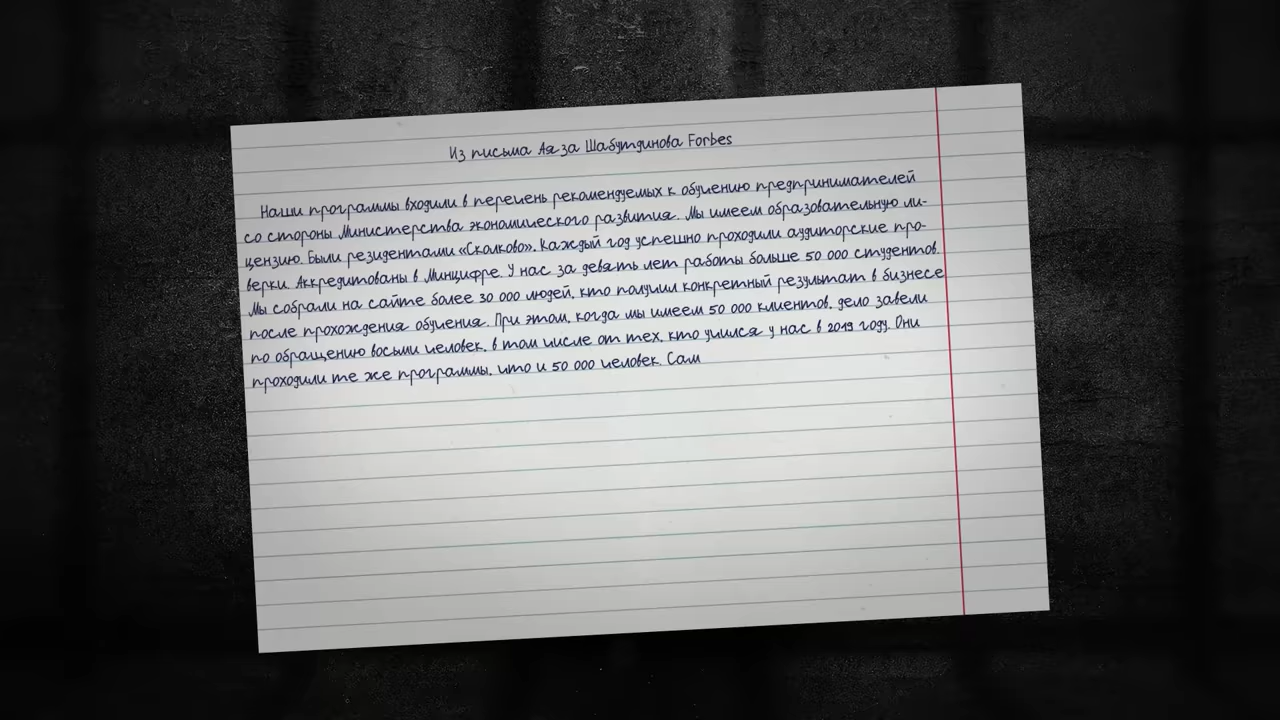 Из письма Аяза Шабутдинова Forbes
Наши программы входили в перечень рекомендуемых к обучению предпринимателей
со стороны Министерства экономического развития. Мы имеем образовательную ли-
цензию. Были резидентами «Сколково». Каждый год успешно проходили аудиторские про-
верки. Аккредитованы в Минцифре. У нас за девять лет работы больше 50 000 студентов.
Мы собрали на сайте более 30 000 людей, кто получил конкретный результат в бизнесе
после прохождения обучения. При этом, когда мы имеем 50 000 клиентов, дело завели
по обращению восьми человек, в том числе от тех, кто учился у нас в 2019 году. Они
проходили те же программы, что и 50 000 человек. Сам